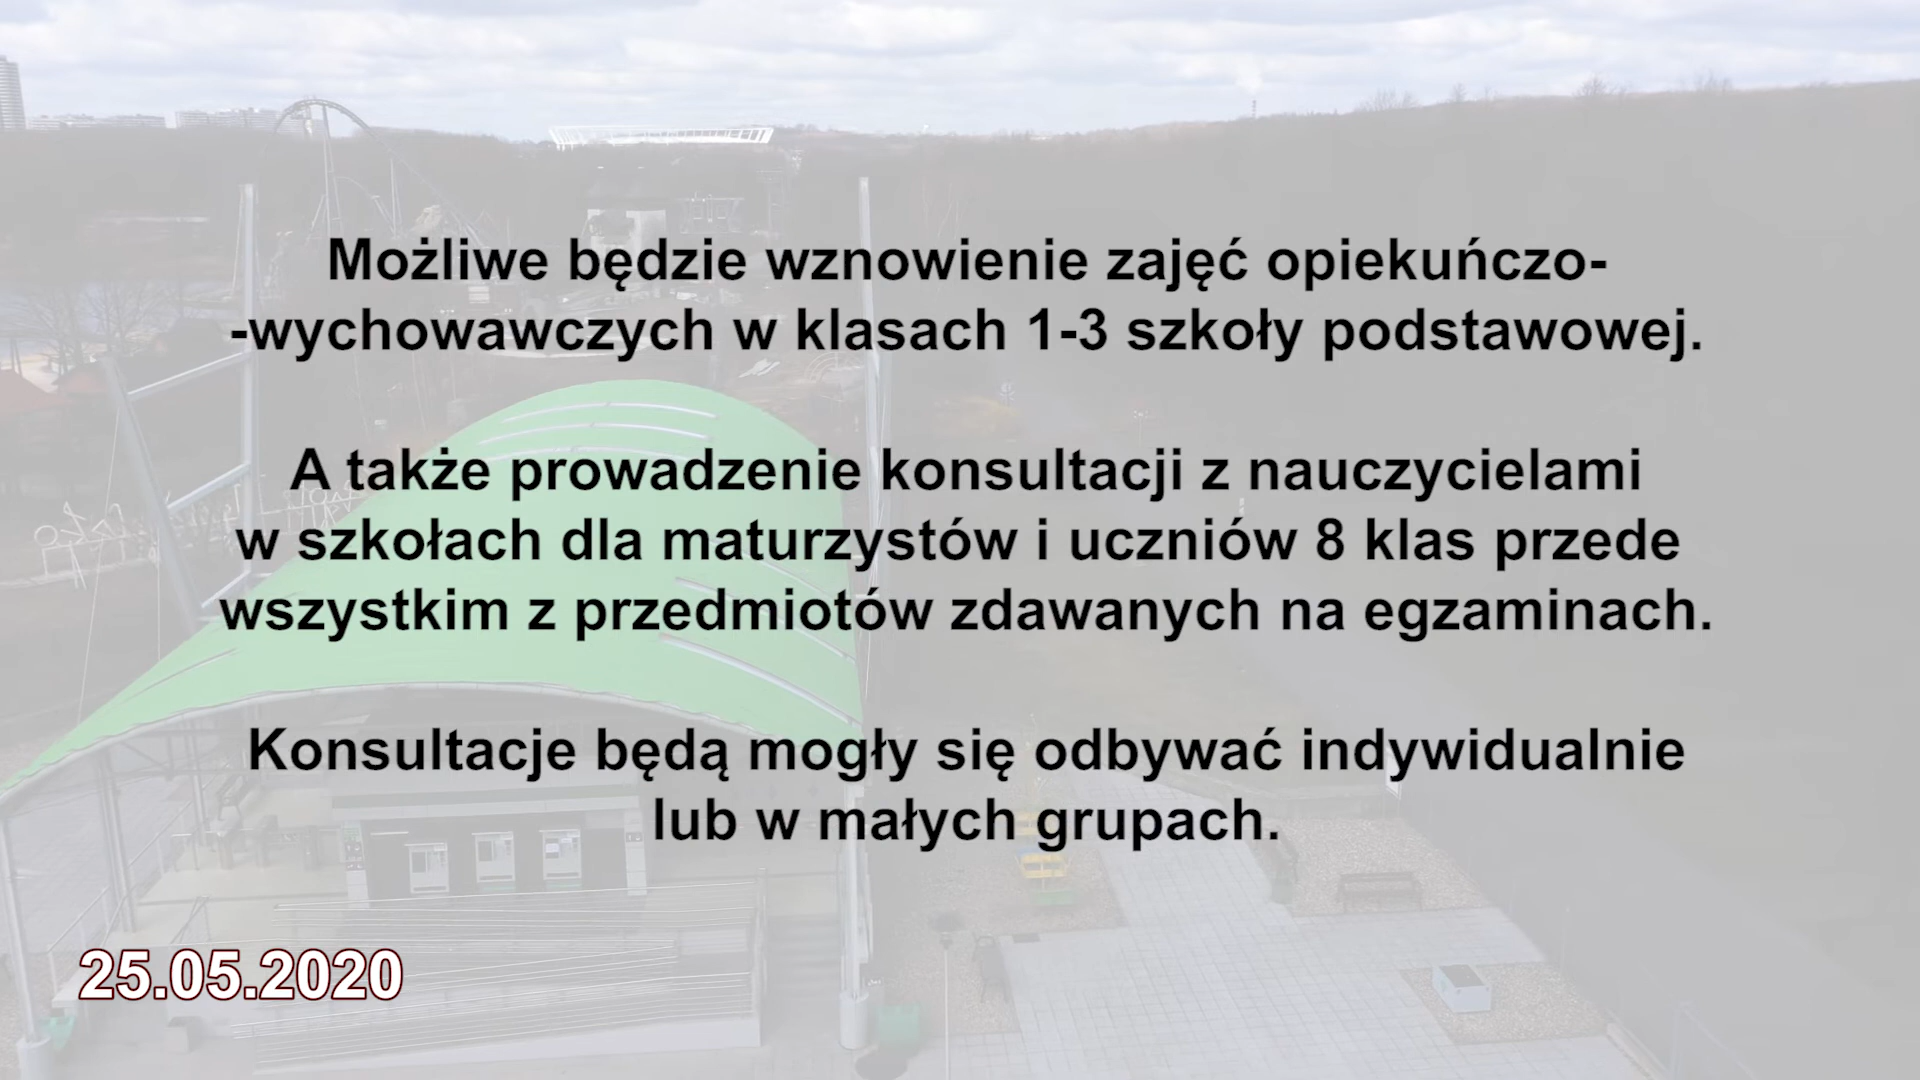 Możliwe będzie wznowienie zajęć opiekuńczo-
-wychowawczych w klasach 1-3 szkoły podstawowej.
A także prowadzenie konsultacji z nauczycielami
w szkołach dla maturzystów i uczniów 8 klas przede
wszystkim z przedmiotów zdawanych na egzaminach.
Konsultacje będą mogły się odbywać indywidualnie
lub w małych grupach.
25.05.2020